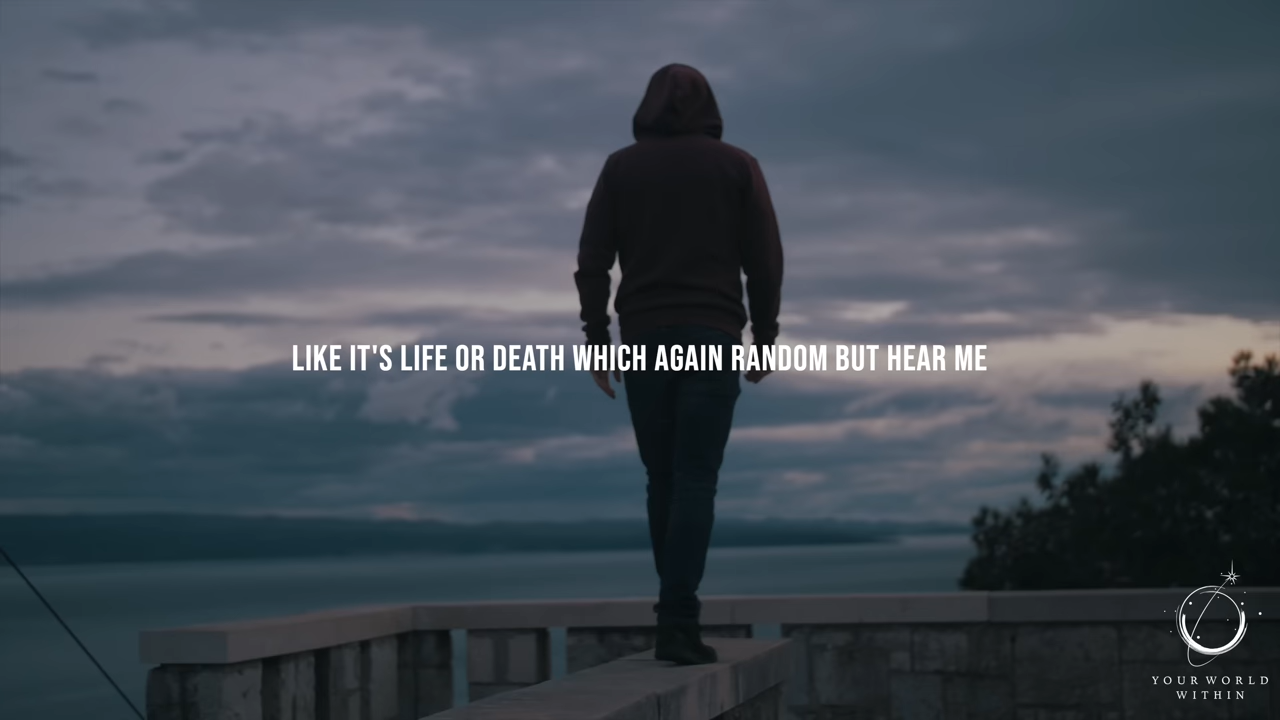 LIKE IT'S LIFE OR DEATH WHICH AGAIN RANDOM BUT HEAR ME
YOUR WORLD
WITHIN